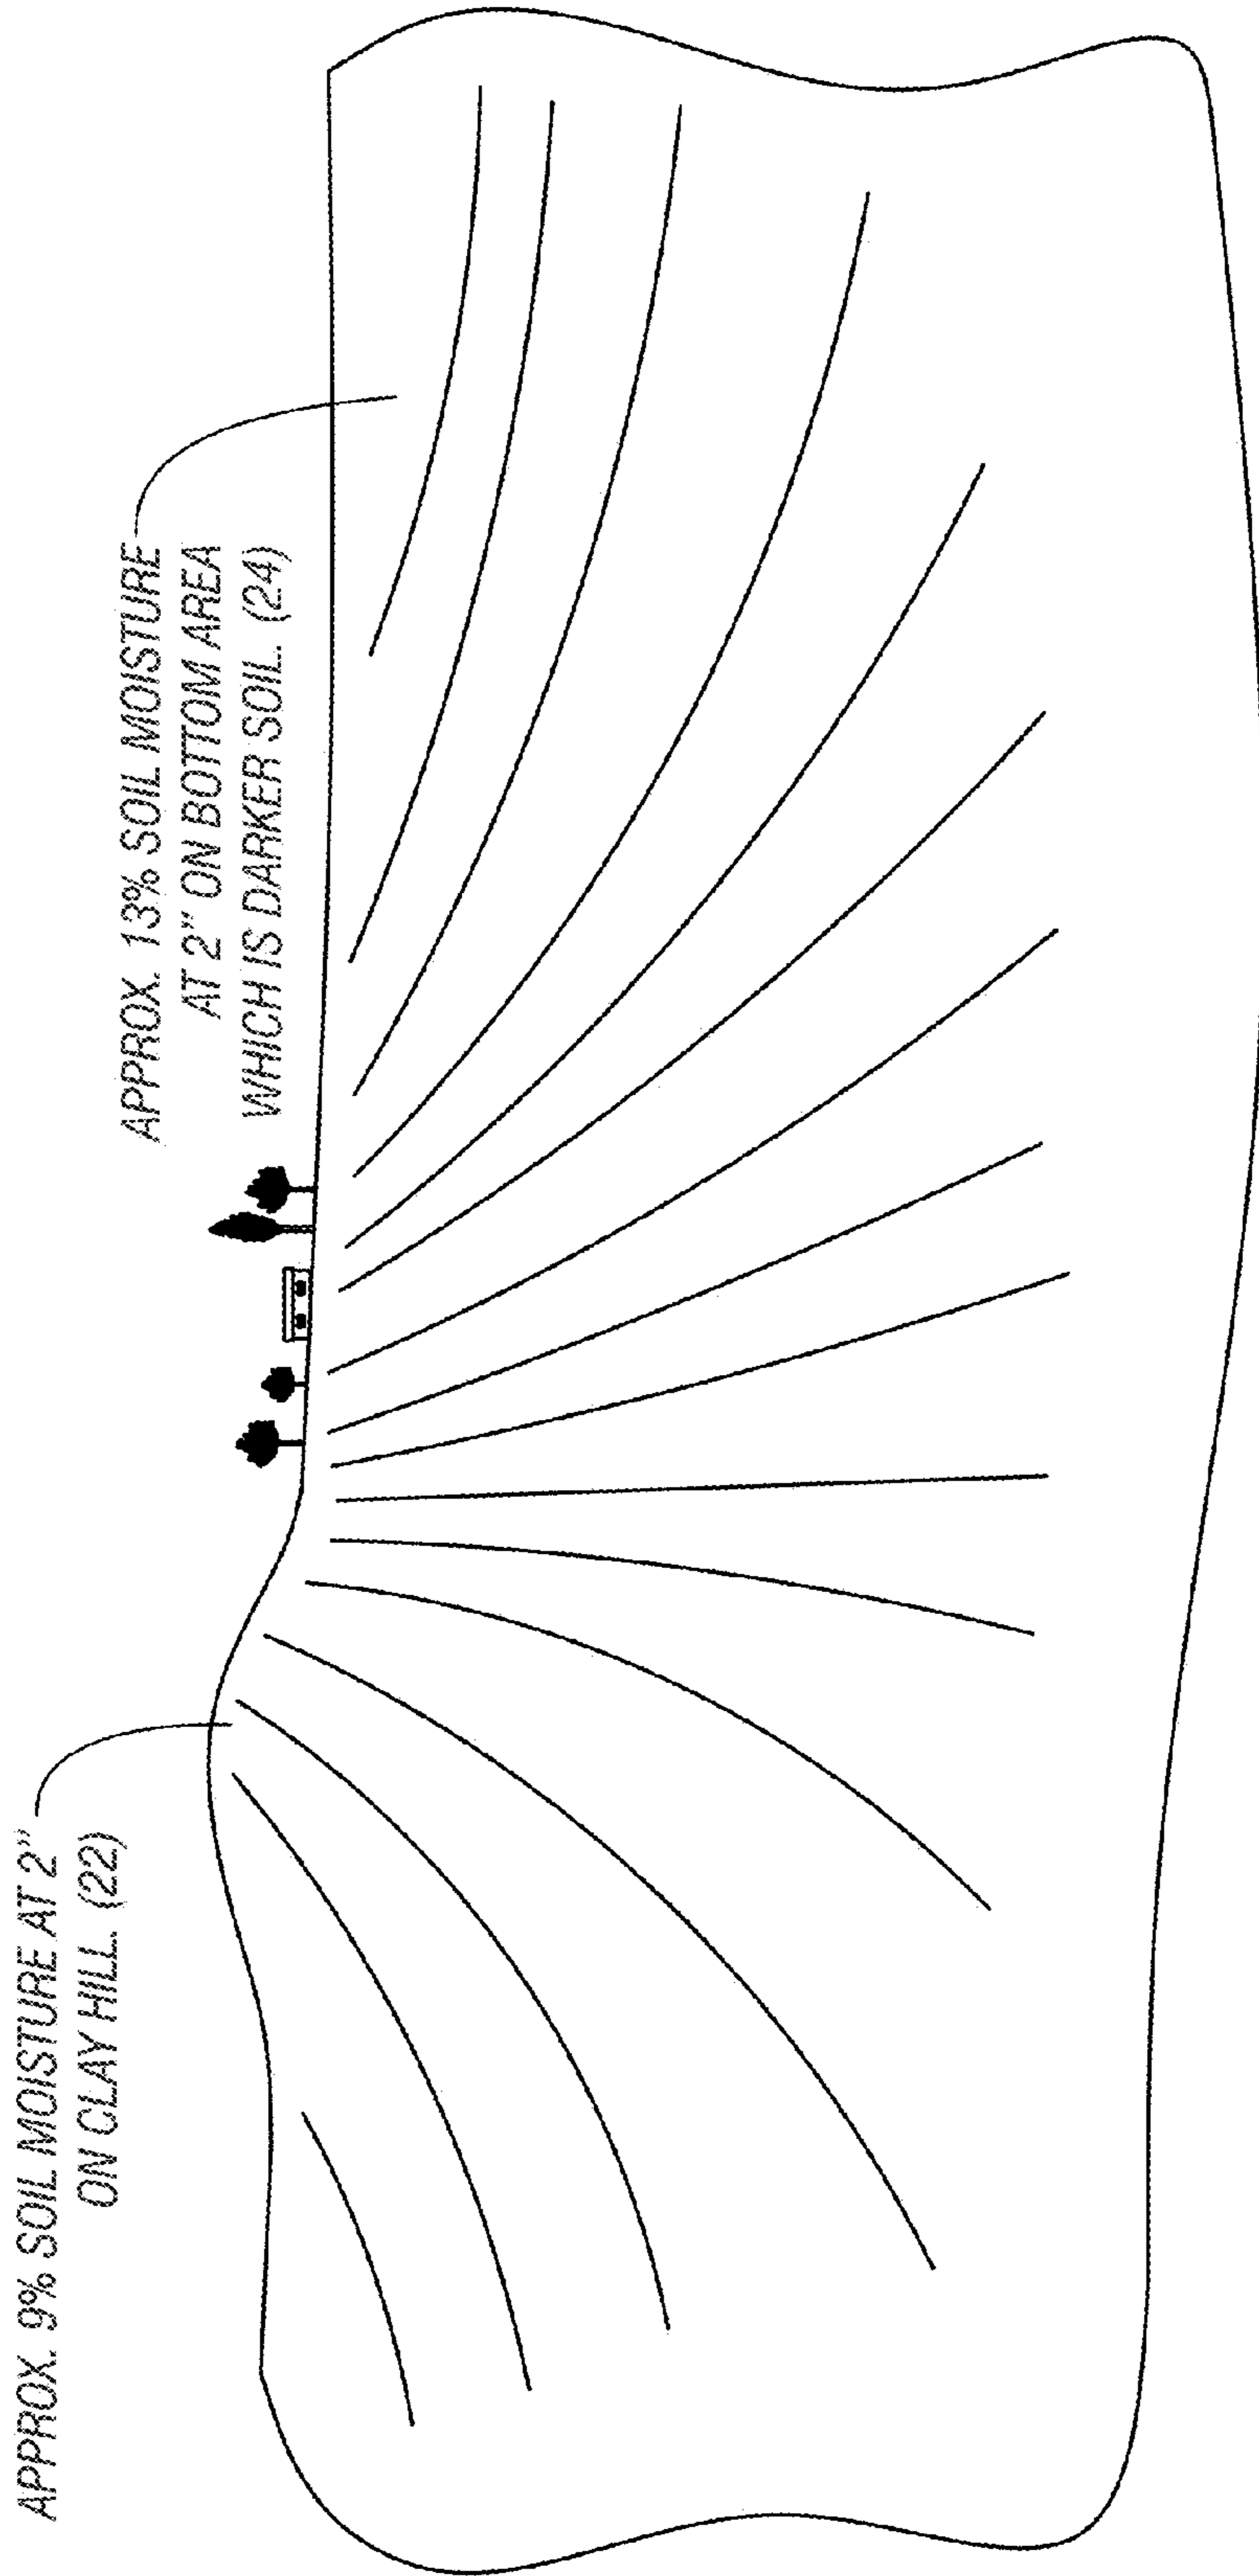 APPROX. 9% SOIL MOISTURE AT 2"
ON CLAY HILL. (22)
APPROX. 13% SOIL MOISTURE
AT 2" ON BOTTOM AREA
WHICH IS DARKER SOIL. (24)